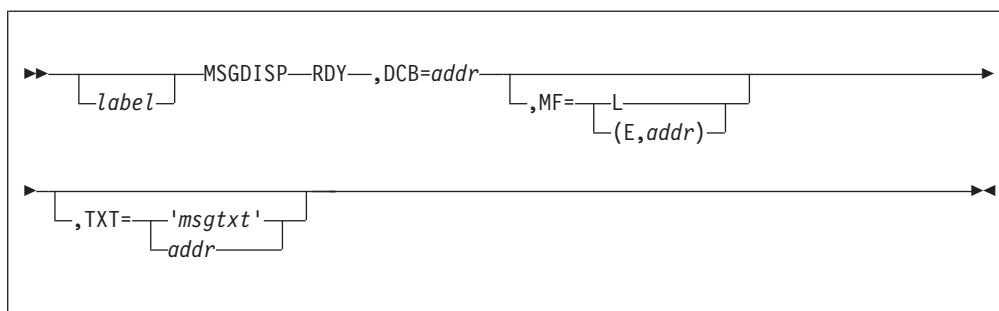 MSGDISP RDY ,DCB=addr
label
,MF= L
(E,addr)
,TXT= 'msgtxt'
addr